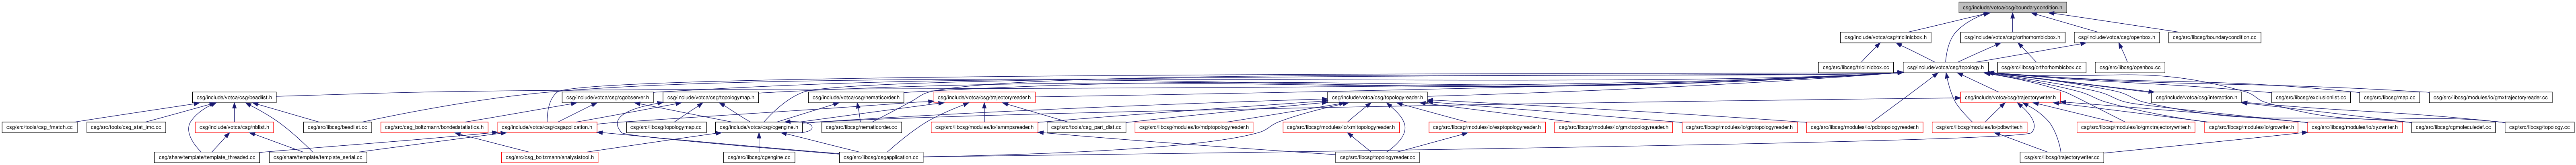 csg/include/votca/csg/boundarycondition.h
csg/include/votca/csg/triclinicbox.h
csg/include/votca/csg/orthorhombicbox.h
csg/include/votca/csg/openbox.h
csg/src/libcsg/boundarycondition.cc
csg/src/libcsg/triclinicbox.cc
csg/include/votca/csg/topology.h
csg/src/libcsg/orthorhombicbox.cc
csg/src/libcsg/openbox.cc
csg/include/votca/csg/beadlist.h
csg/include/votca/csg/cgobserver.h
csg/include/votca/csg/topologymap.h
csg/include/votca/csg/nematicorder.h
csg/include/votca/csg/trajectoryreader.h
csg/include/votca/csg/topologyreader.h
csg/include/votca/csg/trajectorywriter.h
csg/include/votca/csg/interaction.h
csg/src/libcsg/exclusionlist.cc
csg/src/libcsg/map.cc
csg/src/libcsg/modules/io/gmxtrajectoryreader.cc
csg/src/tools/csg_fmatch.cc
csg/src/tools/csg_stat_imc.cc
csg/include/votca/csg/nblist.h
csg/src/libcsg/beadlist.cc
csg/src/csg_boltzmann/bondedstatistics.h
csg/include/votca/csg/csgapplication.h
csg/src/libcsg/topologymap.cc
csg/include/votca/csg/cgengine.h
csg/src/libcsg/nematicorder.cc
csg/src/libcsg/modules/io/lammpsreader.h
csg/src/tools/csg_part_dist.cc
csg/src/libcsg/modules/io/mdptopologyreader.h
csg/src/libcsg/modules/io/xmltopologyreader.h
csg/src/libcsg/modules/io/esptopologyreader.h
csg/src/libcsg/modules/io/gmxtopologyreader.h
csg/src/libcsg/modules/io/grotopologyreader.h
csg/src/libcsg/modules/io/pdbtopologyreader.h
csg/src/libcsg/modules/io/pdbwriter.h
csg/src/libcsg/modules/io/gmxtrajectorywriter.h
csg/src/libcsg/modules/io/growriter.h
csg/src/libcsg/modules/io/xyzwriter.h
csg/src/libcsg/cgmoleculedef.cc
csg/src/libcsg/topology.cc
csg/share/template/template_threaded.cc
csg/share/template/template_serial.cc
csg/src/csg_boltzmann/analysistool.h
csg/src/libcsg/cgengine.cc
csg/src/libcsg/csgapplication.cc
csg/src/libcsg/topologyreader.cc
csg/src/libcsg/trajectorywriter.cc